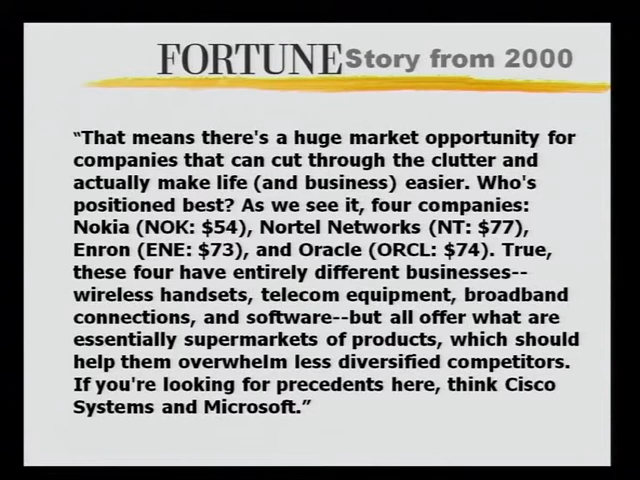 FORTUNE Story from 2000
“That means there's a huge market opportunity for
companies that can cut through the clutter and
actually make life (and business) easier. Who's
positioned best? As we see it, four companies:
Nokia (NOK: $54), Nortel Networks (NT: $77),
Enron (ENE: $73), and Oracle (ORCL: $74). True,
these four have entirely different businesses--
wireless handsets, telecom equipment, broadband
connections, and software--but all offer what are
essentially supermarkets of products, which should
help them overwhelm less diversified competitors.
If you're looking for precedents here, think Cisco
Systems and Microsoft.”